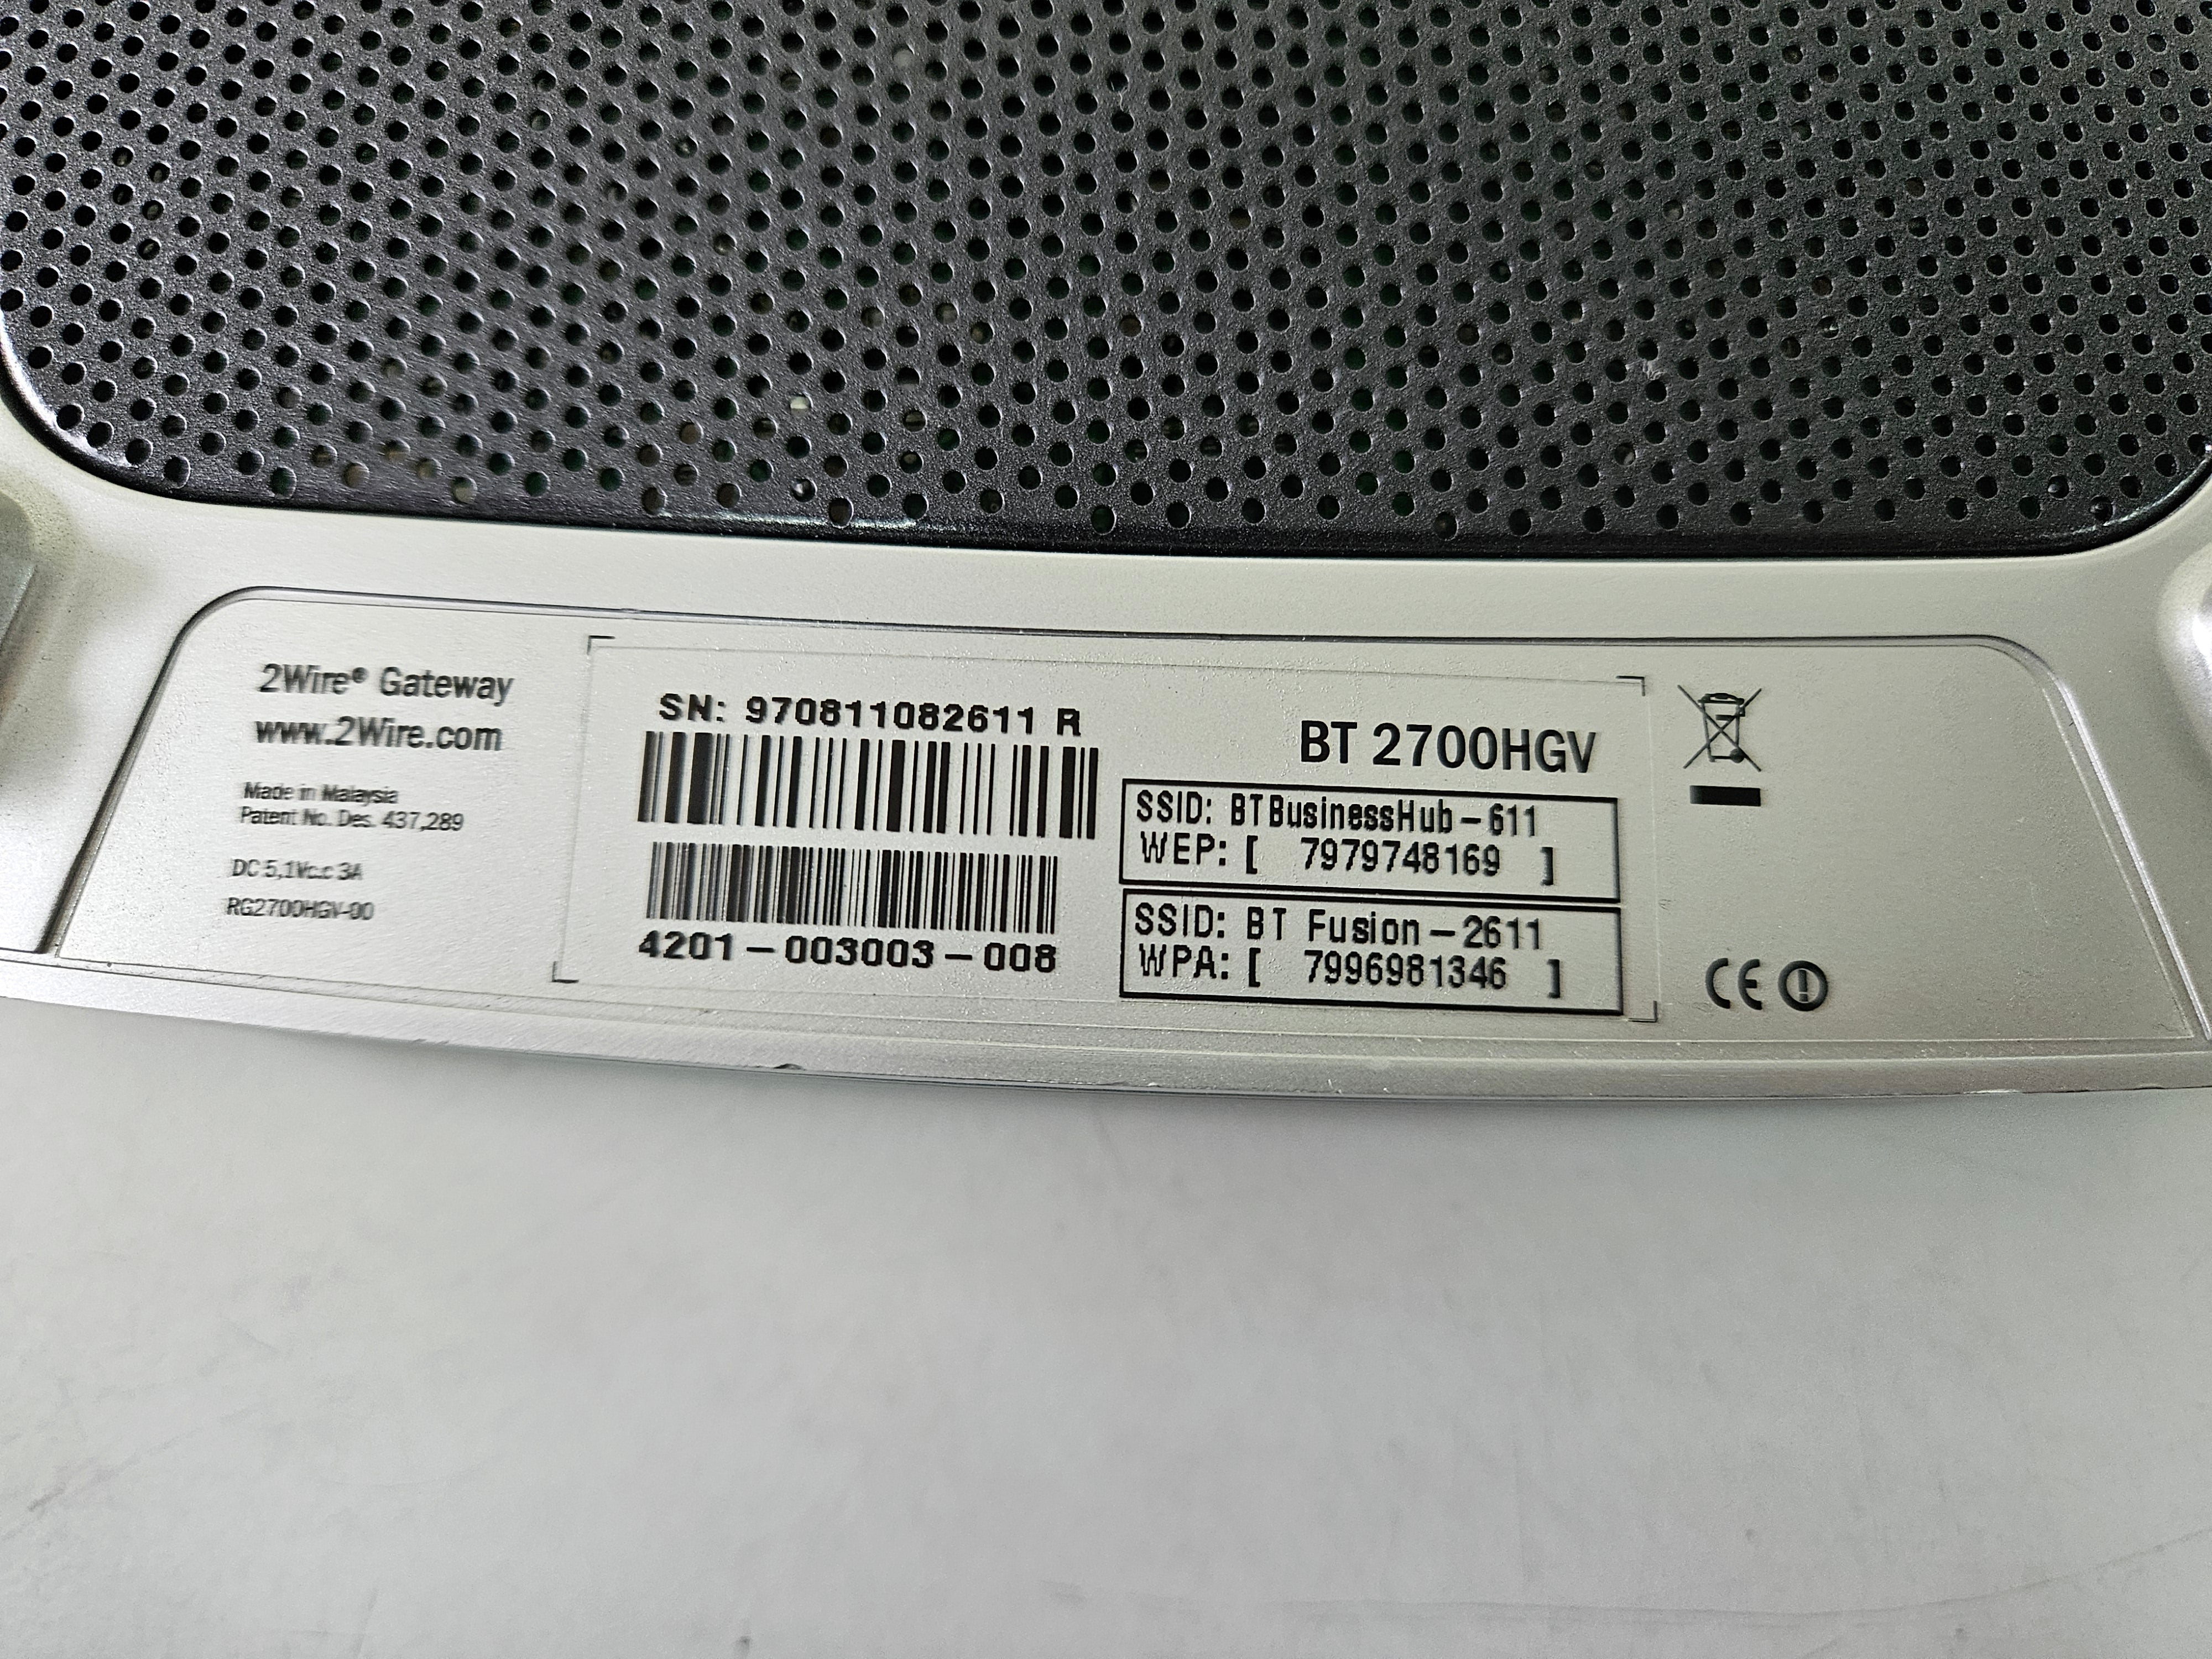 2Wire® Gateway
www.2Wire.com
Made in Malaysia
Patent No. Des. 437,289
DC 5,1V 3A
RG2700HGV-00
SN: 970811082611 R
4201-003003-008
BT 2700HGV
SSID: BTBusinessHub-611
WEP: [ 7979748169 ]
SSID: BT Fusion-2611
WPA: [ 7996981346 ]
CE